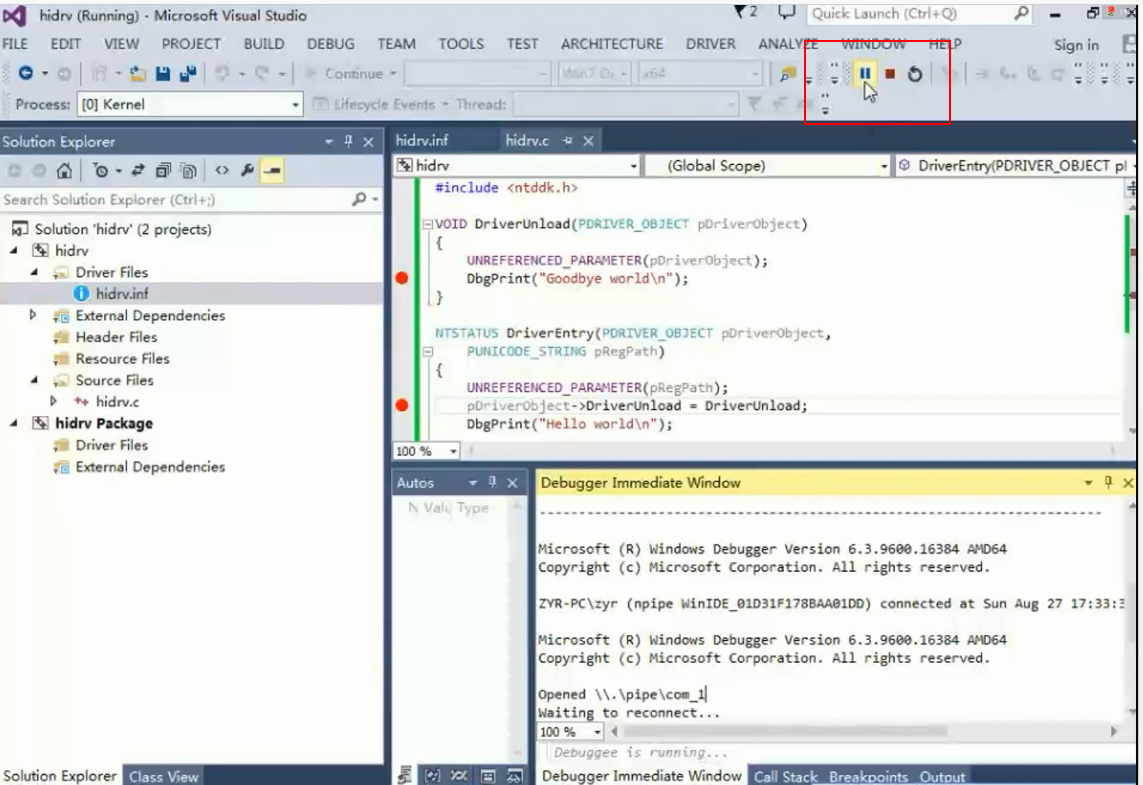 hidrv (Running) - Microsoft Visual Studio
2
Quick Launch (Ctrl+Q)
FILE EDIT VIEW PROJECT BUILD DEBUG TEAM TOOLS TEST ARCHITECTURE DRIVER ANALYZE WINDOW HELP Sign in
Continue x64
Process: [0] Kernel Lifecycle Events Thread:
Solution Explorer
hidrv.inf hidrv.c
hidrv (Global Scope) DriverEntry(PDRIVER_OBJECT
Search Solution Explorer (Ctrl+;)
Solution 'hidrv' (2 projects)
hidrv
Driver Files
hidrv.inf
External Dependencies
Header Files
Resource Files
Source Files
hidrv.c
hidrv Package
Driver Files
External Dependencies
#include <ntddk.h>
VOID DriverUnload(PDRIVER_OBJECT pDriverObject)
{
UNREFERENCED_PARAMETER(pDriverObject);
DbgPrint("Goodbye world\n");
}
NTSTATUS DriverEntry(PDRIVER_OBJECT pDriverObject,
PUNICODE_STRING pRegPath)
{
UNREFERENCED_PARAMETER(pRegPath);
pDriverObject->DriverUnload = DriverUnload;
DbgPrint("Hello world\n");
100 %
Autos
N Type
Debugger Immediate Window
----------------------------------------------------------------------
Microsoft (R) Windows Debugger Version 6.3.9600.16384 AMD64
Copyright (c) Microsoft Corporation. All rights reserved.
ZYR-PC\zyr (npipe WinIDE_01D31F178BAA01DD) connected at Sun Aug 27
Microsoft (R) Windows Debugger Version 6.3.9600.16384 AMD64
Copyright (c) Microsoft Corporation. All rights reserved.
Opened \\.\pipe\com_1
Waiting to reconnect...
100 %
Debuggee is running...
Solution Explorer Class View
Debugger Immediate Window Call Stack Breakpoints Output